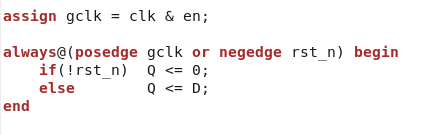 assign gclk = clk & en;
always@(posedge gclk or negedge rst_n) begin
if(!rst_n) Q <= 0;
else Q <= D;
end